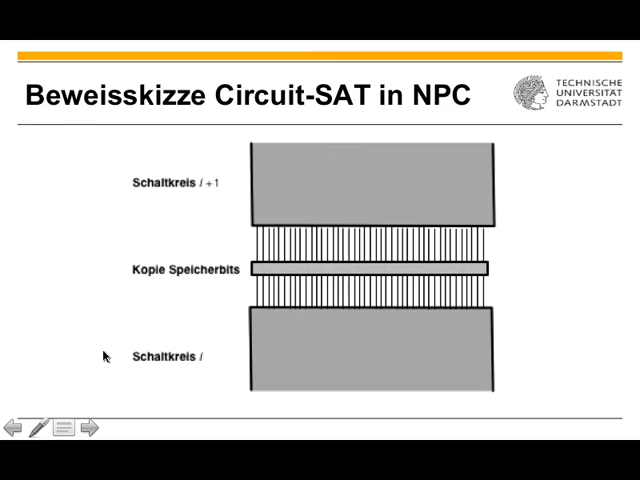 Beweisskizze Circuit-SAT in NPC
TECHNISCHE
UNIVERSITÄT
DARMSTADT
Schaltkreis i +1
Kopie Speicherbits
Schaltkreis i